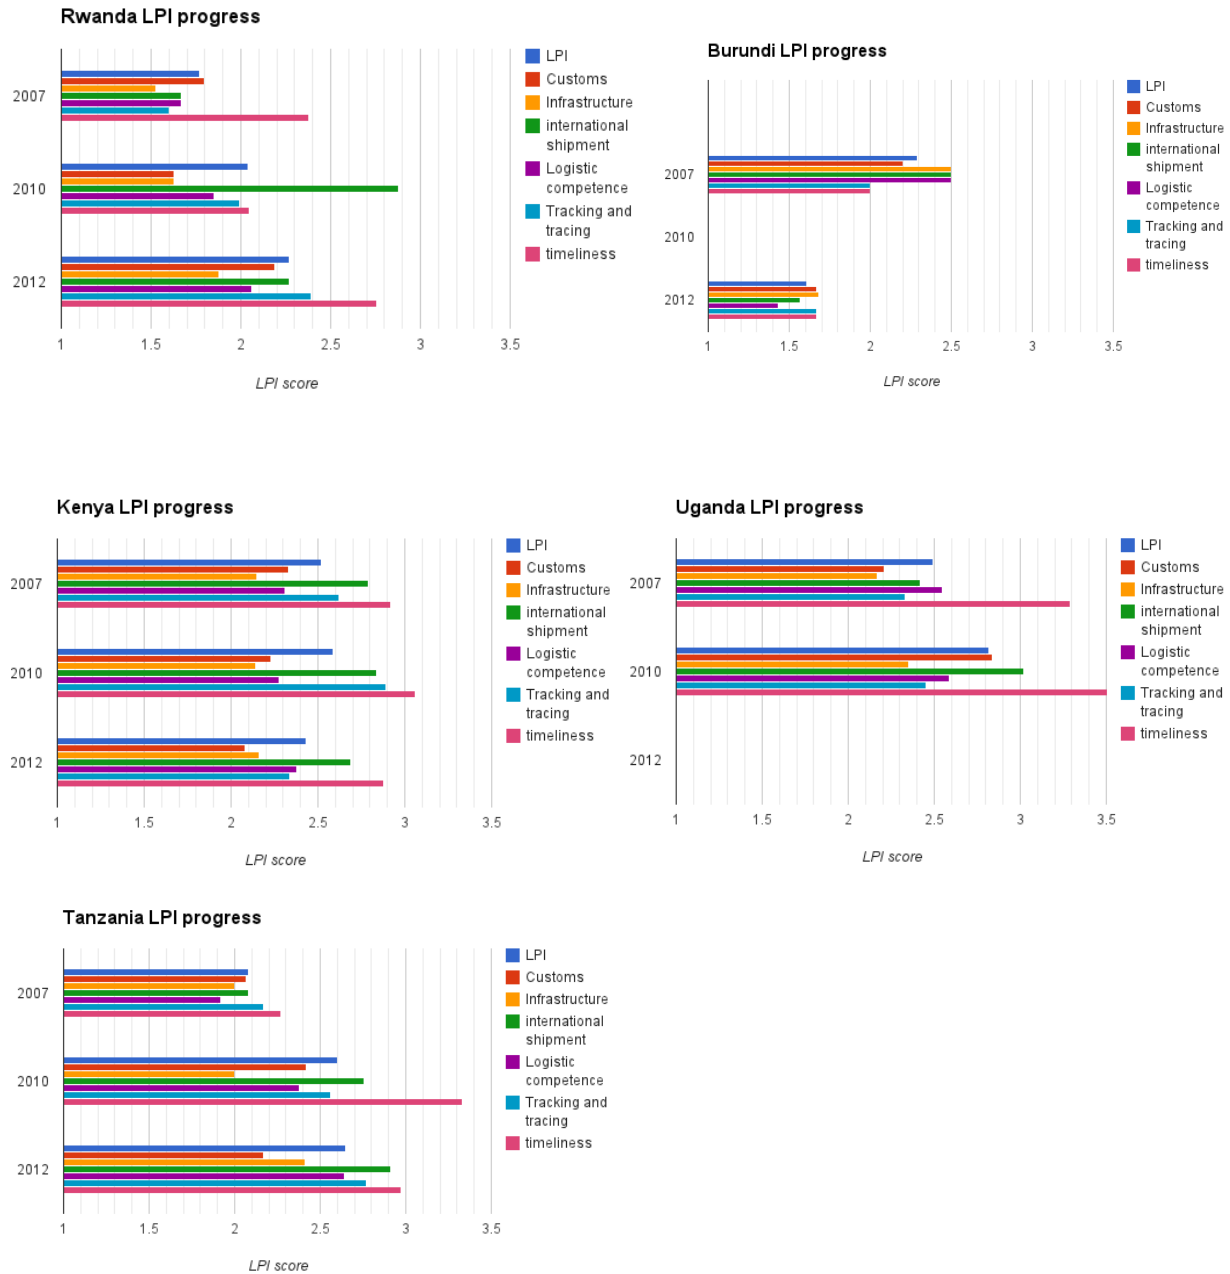 Rwanda LPI progress
LPI
Customs
Infrastructure
international
shipment
Logistic
competence
Tracking and
tracing
timeliness
2007
2010
2012
1
1.5
2
2.5
3
3.5
LPI score
Burundi LPI progress
LPI
Customs
Infrastructure
international
shipment
Logistic
competence
Tracking and
tracing
timeliness
2007
2010
2012
1
1.5
2
2.5
3
3.5
LPI score
Kenya LPI progress
LPI
Customs
Infrastructure
international
shipment
Logistic
competence
Tracking and
tracing
timeliness
2007
2010
2012
1
1.5
2
2.5
3
3.5
LPI score
Uganda LPI progress
LPI
Customs
Infrastructure
international
shipment
Logistic
competence
Tracking and
tracing
timeliness
2007
2010
2012
1
1.5
2
2.5
3
3.5
LPI score
Tanzania LPI progress
LPI
Customs
Infrastructure
international
shipment
Logistic
competence
Tracking and
tracing
timeliness
2007
2010
2012
1
1.5
2
2.5
3
3.5
LPI score